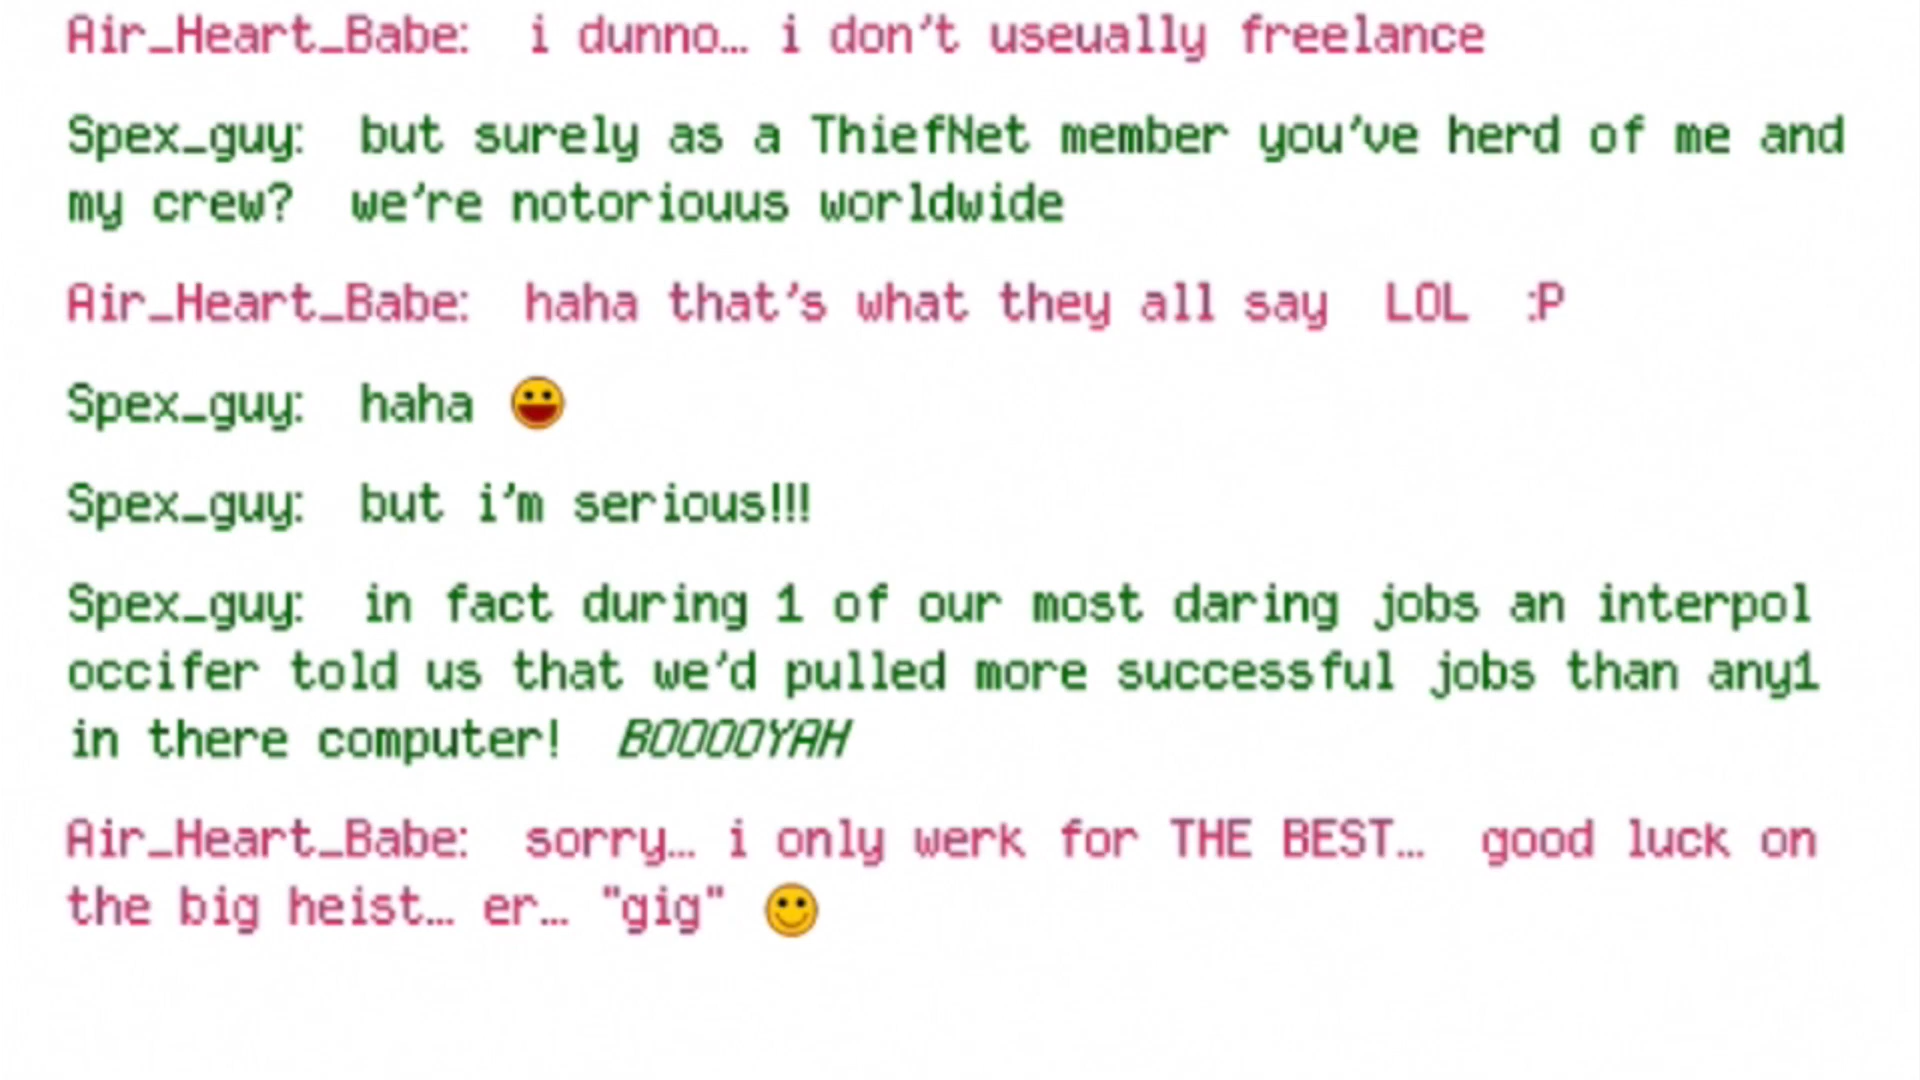 Air_Heart_Babe: i dunno... i don't useually freelance
Spex_guy: but surely as a ThiefNet member you've herd of me and
my crew? we're notoriouus worldwide
Air_Heart_Babe: haha that's what they all say LOL :P
Spex_guy: haha 😀
Spex_guy: but i'm serious!!!
Spex_guy: in fact during 1 of our most daring jobs an interpol
occifer told us that we'd pulled more successful jobs than any1
in there computer! BOOOOYAH
Air_Heart_Babe: sorry... i only werk for THE BEST... good luck on
the big heist... er... "gig" 🙂